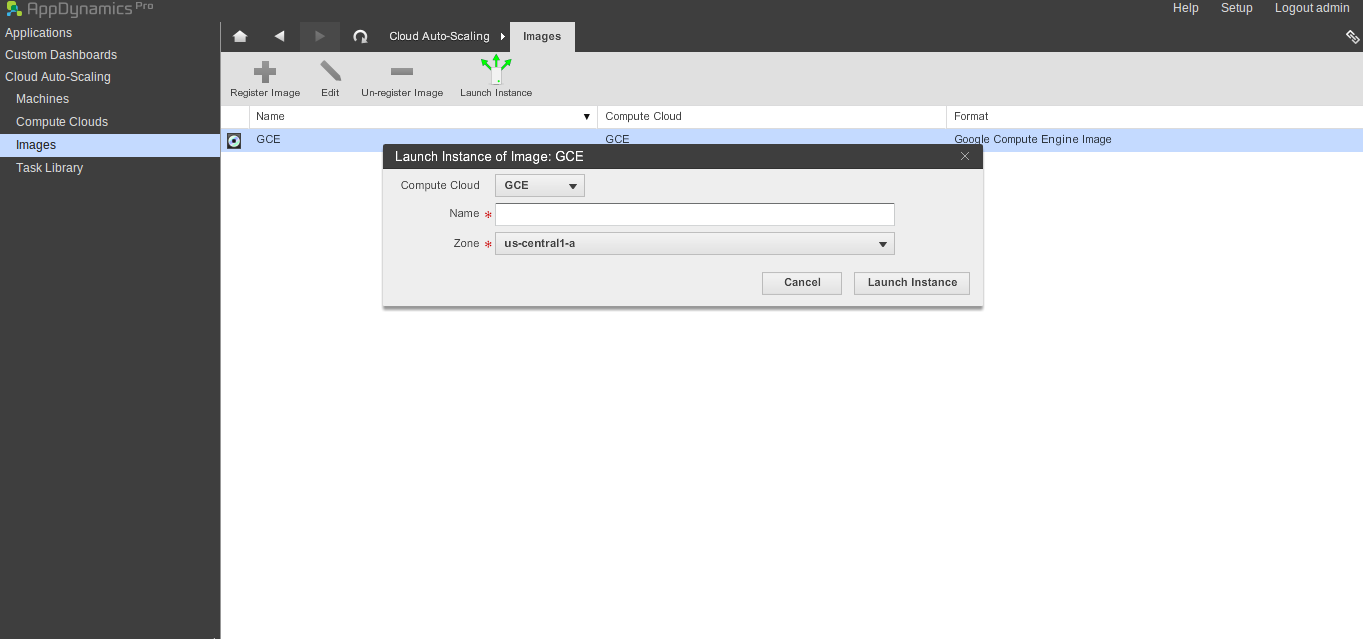 AppDynamics Pro
Help Setup Logout admin
Applications
Custom Dashboards
Cloud Auto-Scaling
Machines
Compute Clouds
Images
Task Library
Cloud Auto-Scaling Images
Register Image Edit Un-register Image Launch Instance
Name Compute Cloud Format
GCE GCE Google Compute Engine Image
Launch Instance of Image: GCE
Compute Cloud GCE
Name *
Zone * us-central1-a
Cancel Launch Instance